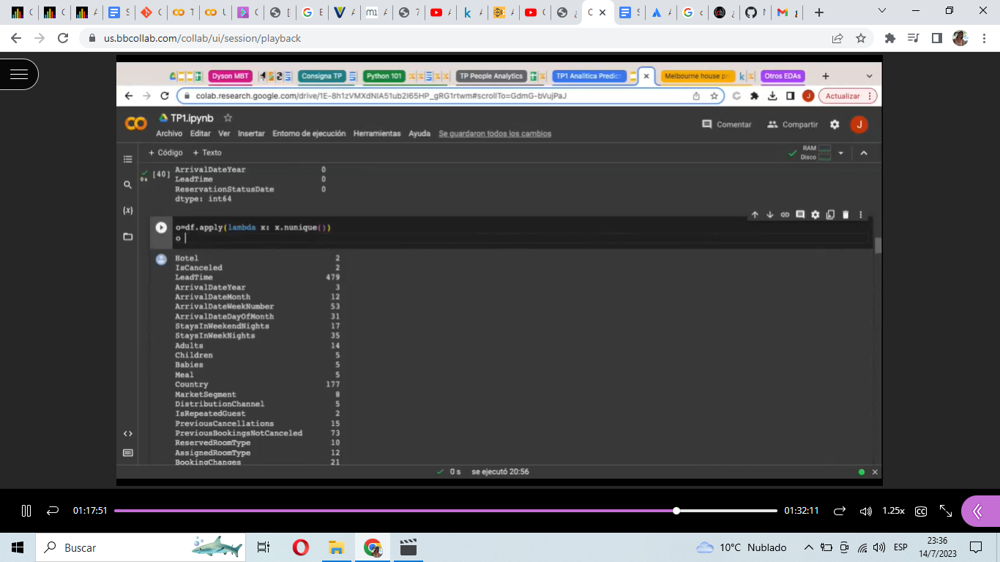 us.bbcollab.com/collab/ui/session/playback
Dyson MBT
Consigna TP
Python 101
TP People Analytics
TP1 Analitica Predic
Melbourne house p
Otros EDAs
colab.research.google.com/drive/1E-8h1zVMXdNIA51ub2I65HP_gRG1rtwm#scrollTo=GdmG-bVujPaJ
Actualizar
TP1.ipynb
Comentar
Compartir
J
Archivo Editar Ver Insertar Entorno de ejecución Herramientas Ayuda Se guardaron todos los cambios
+ Código + Texto
RAM
Disco
[40]
0 s
ArrivalDateYear 0
LeadTime 0
ReservationStatusDate 0
dtype: int64
o=df.apply(lambda x: x.nunique())
o
Hotel 2
IsCanceled 2
LeadTime 479
ArrivalDateYear 3
ArrivalDateMonth 12
ArrivalDateWeekNumber 53
ArrivalDateDayOfMonth 31
StaysInWeekendNights 17
StaysInWeekNights 35
Adults 14
Children 5
Babies 5
Meal 5
Country 177
MarketSegment 8
DistributionChannel 5
IsRepeatedGuest 2
PreviousCancellations 15
PreviousBookingsNotCanceled 73
ReservedRoomType 10
AssignedRoomType 12
BookingChanges 21
0 s se ejecutó 20:56
01:17:51
01:32:11
1.25x
Buscar
10°C Nublado
ESP
23:36
14/7/2023